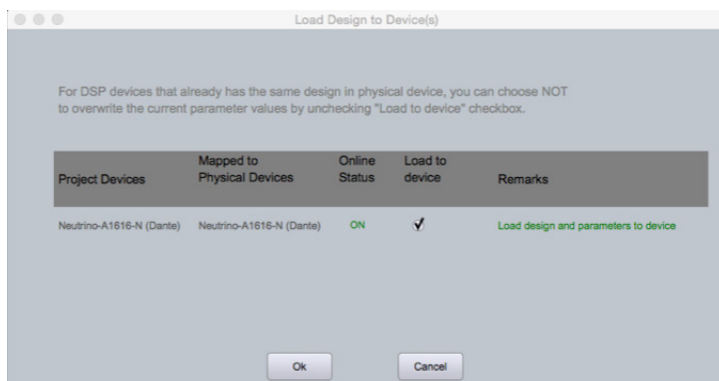 Load Design to Device(s)
For DSP devices that already has the same design in physical device, you can choose NOT
to overwrite the current parameter values by unchecking "Load to device" checkbox.
Project Devices
Mapped to
Physical Devices
Online
Status
Load to
device
Remarks
Neutrino-A1616-N (Dante)
Neutrino-A1616-N (Dante)
ON
Load design and parameters to device
Ok
Cancel